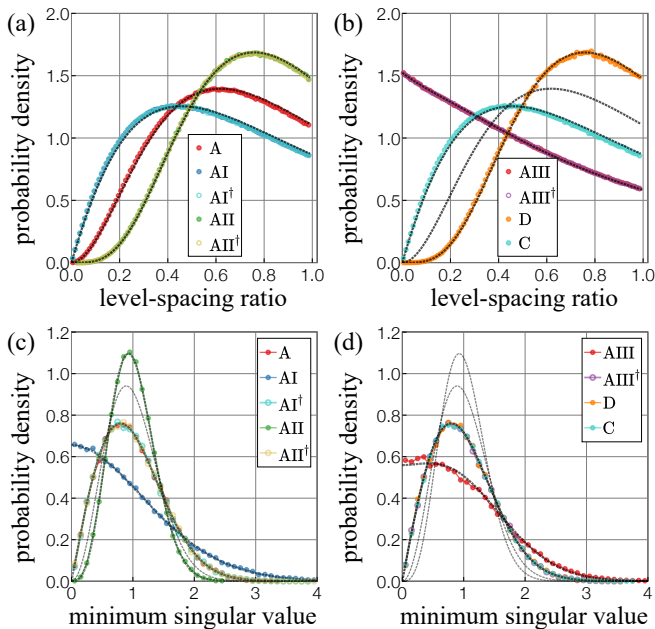 (a)
probability density
2.0
1.5
1.0
0.5
0.0
0.0 0.2 0.4 0.6 0.8 1.0
level-spacing ratio
A
AI
AI†
AII
AII†
(b)
probability density
2.0
1.5
1.0
0.5
0.0
0.0 0.2 0.4 0.6 0.8 1.0
level-spacing ratio
AIII
AIII†
D
C
(c)
probability density
1.2
1.0
0.8
0.6
0.4
0.2
0.0
0 1 2 3 4
minimum singular value
A
AI
AI†
AII
AII†
(d)
probability density
1.2
1.0
0.8
0.6
0.4
0.2
0.0
0 1 2 3 4
minimum singular value
AIII
AIII†
D
C